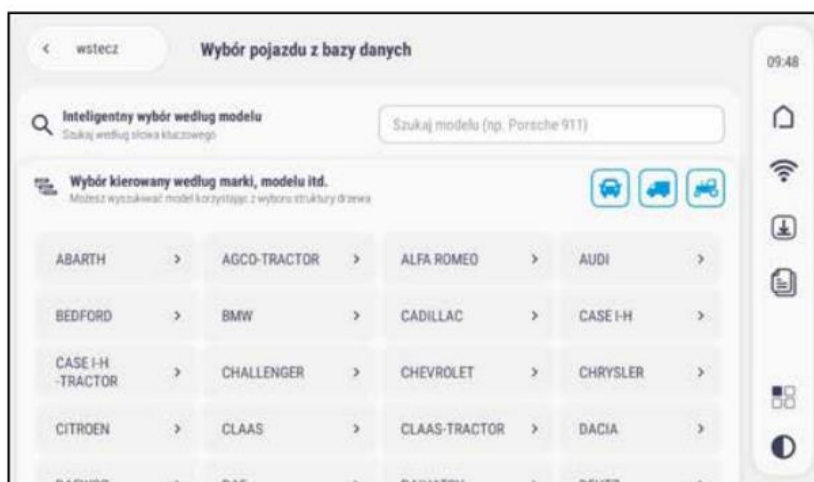 wstecz
Wybór pojazdu z bazy danych
09:48
Inteligentny wybór według modelu
Szukaj według słowa kluczowego
Szukaj modelu (np. Porsche 911)
Wybór kierowany według marki, modelu itd.
Możesz wyszukiwać model korzystając z wyboru struktury drzewa
ABARTH
AGCO-TRACTOR
ALFA ROMEO
AUDI
BEDFORD
BMW
CADILLAC
CASE I-H
CASE I-H
-TRACTOR
CHALLENGER
CHEVROLET
CHRYSLER
CITROEN
CLAAS
CLAAS-TRACTOR
DACIA